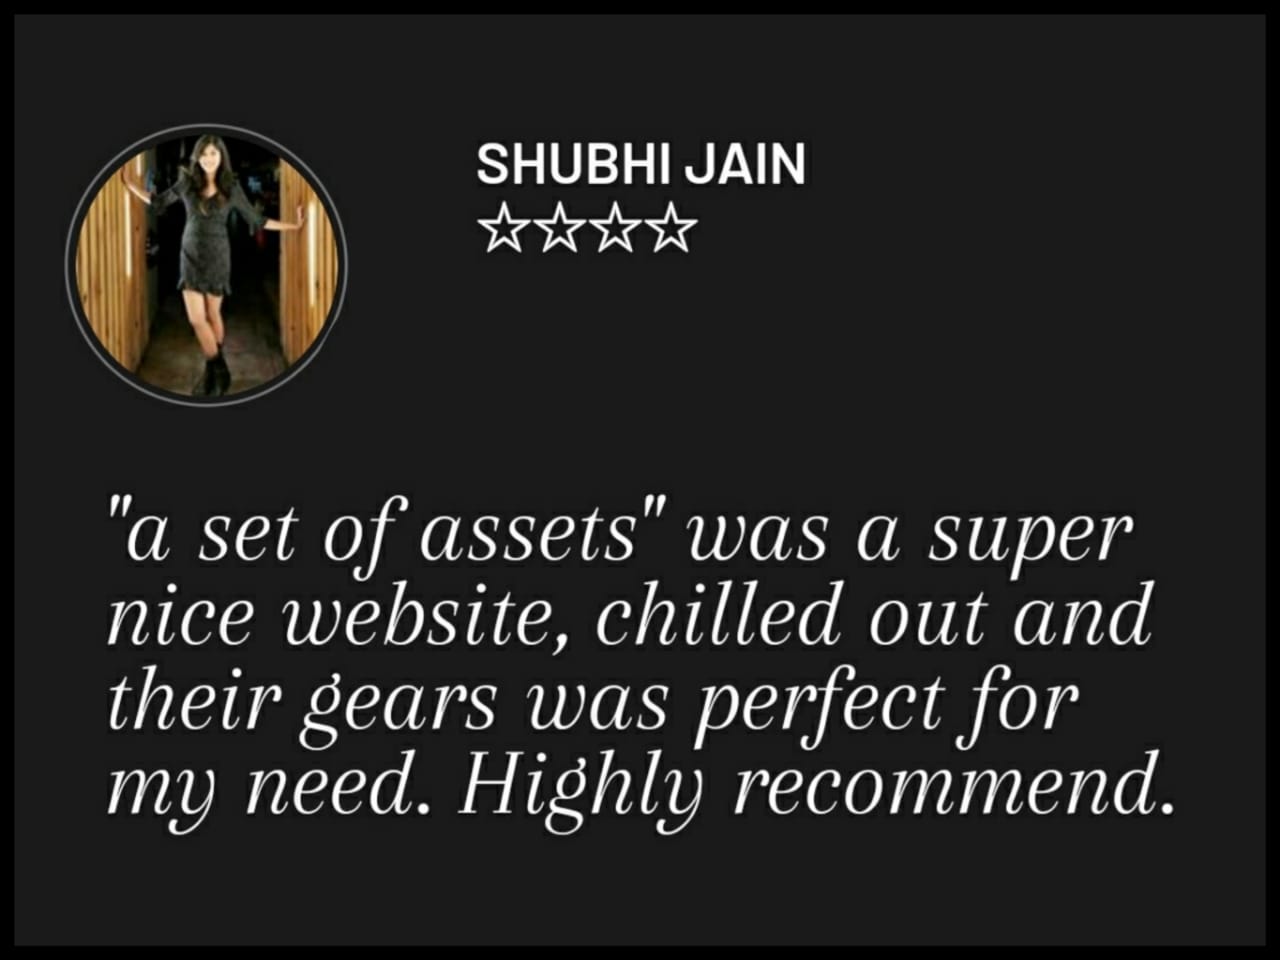 SHUBHI JAIN
☆☆☆☆
"a set of assets" was a super
nice website, chilled out and
their gears was perfect for
my need. Highly recommend.